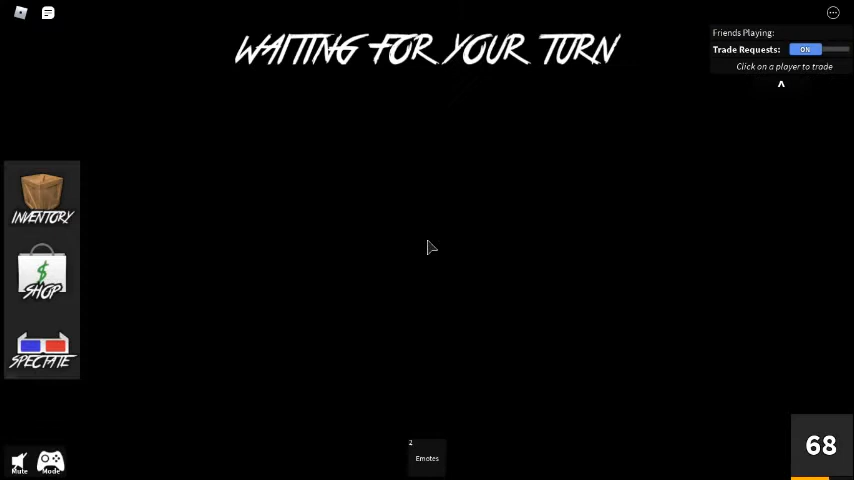 WAITING FOR YOUR TURN
Friends Playing:
Trade Requests: ON
Click on a player to trade
^
INVENTORY
$
SHOP
SPECTATE
2
Emotes
Mute
Mode
68